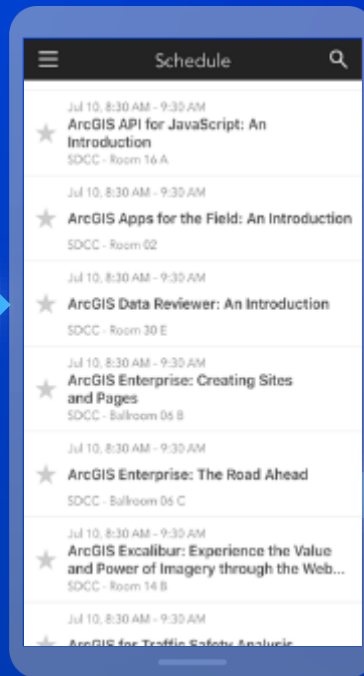 Schedule
Jul 10, 8:30 AM - 9:30 AM
ArcGIS API for JavaScript: An
Introduction
SDCC - Room 16 A
Jul 10, 8:30 AM - 9:30 AM
ArcGIS Apps for the Field: An Introduction
SDCC - Room 02
Jul 10, 8:30 AM - 9:30 AM
ArcGIS Data Reviewer: An Introduction
SDCC - Room 30 E
Jul 10, 8:30 AM - 9:30 AM
ArcGIS Enterprise: Creating Sites
and Pages
SDCC - Ballroom 06 B
Jul 10, 8:30 AM - 9:30 AM
ArcGIS Enterprise: The Road Ahead
SDCC - Ballroom 06 C
Jul 10, 8:30 AM - 9:30 AM
ArcGIS Excalibur: Experience the Value
and Power of Imagery through the Web...
SDCC - Room 14 B
Jul 10, 8:30 AM - 9:30 AM
ArcGIS for Traffic Safety Analysis